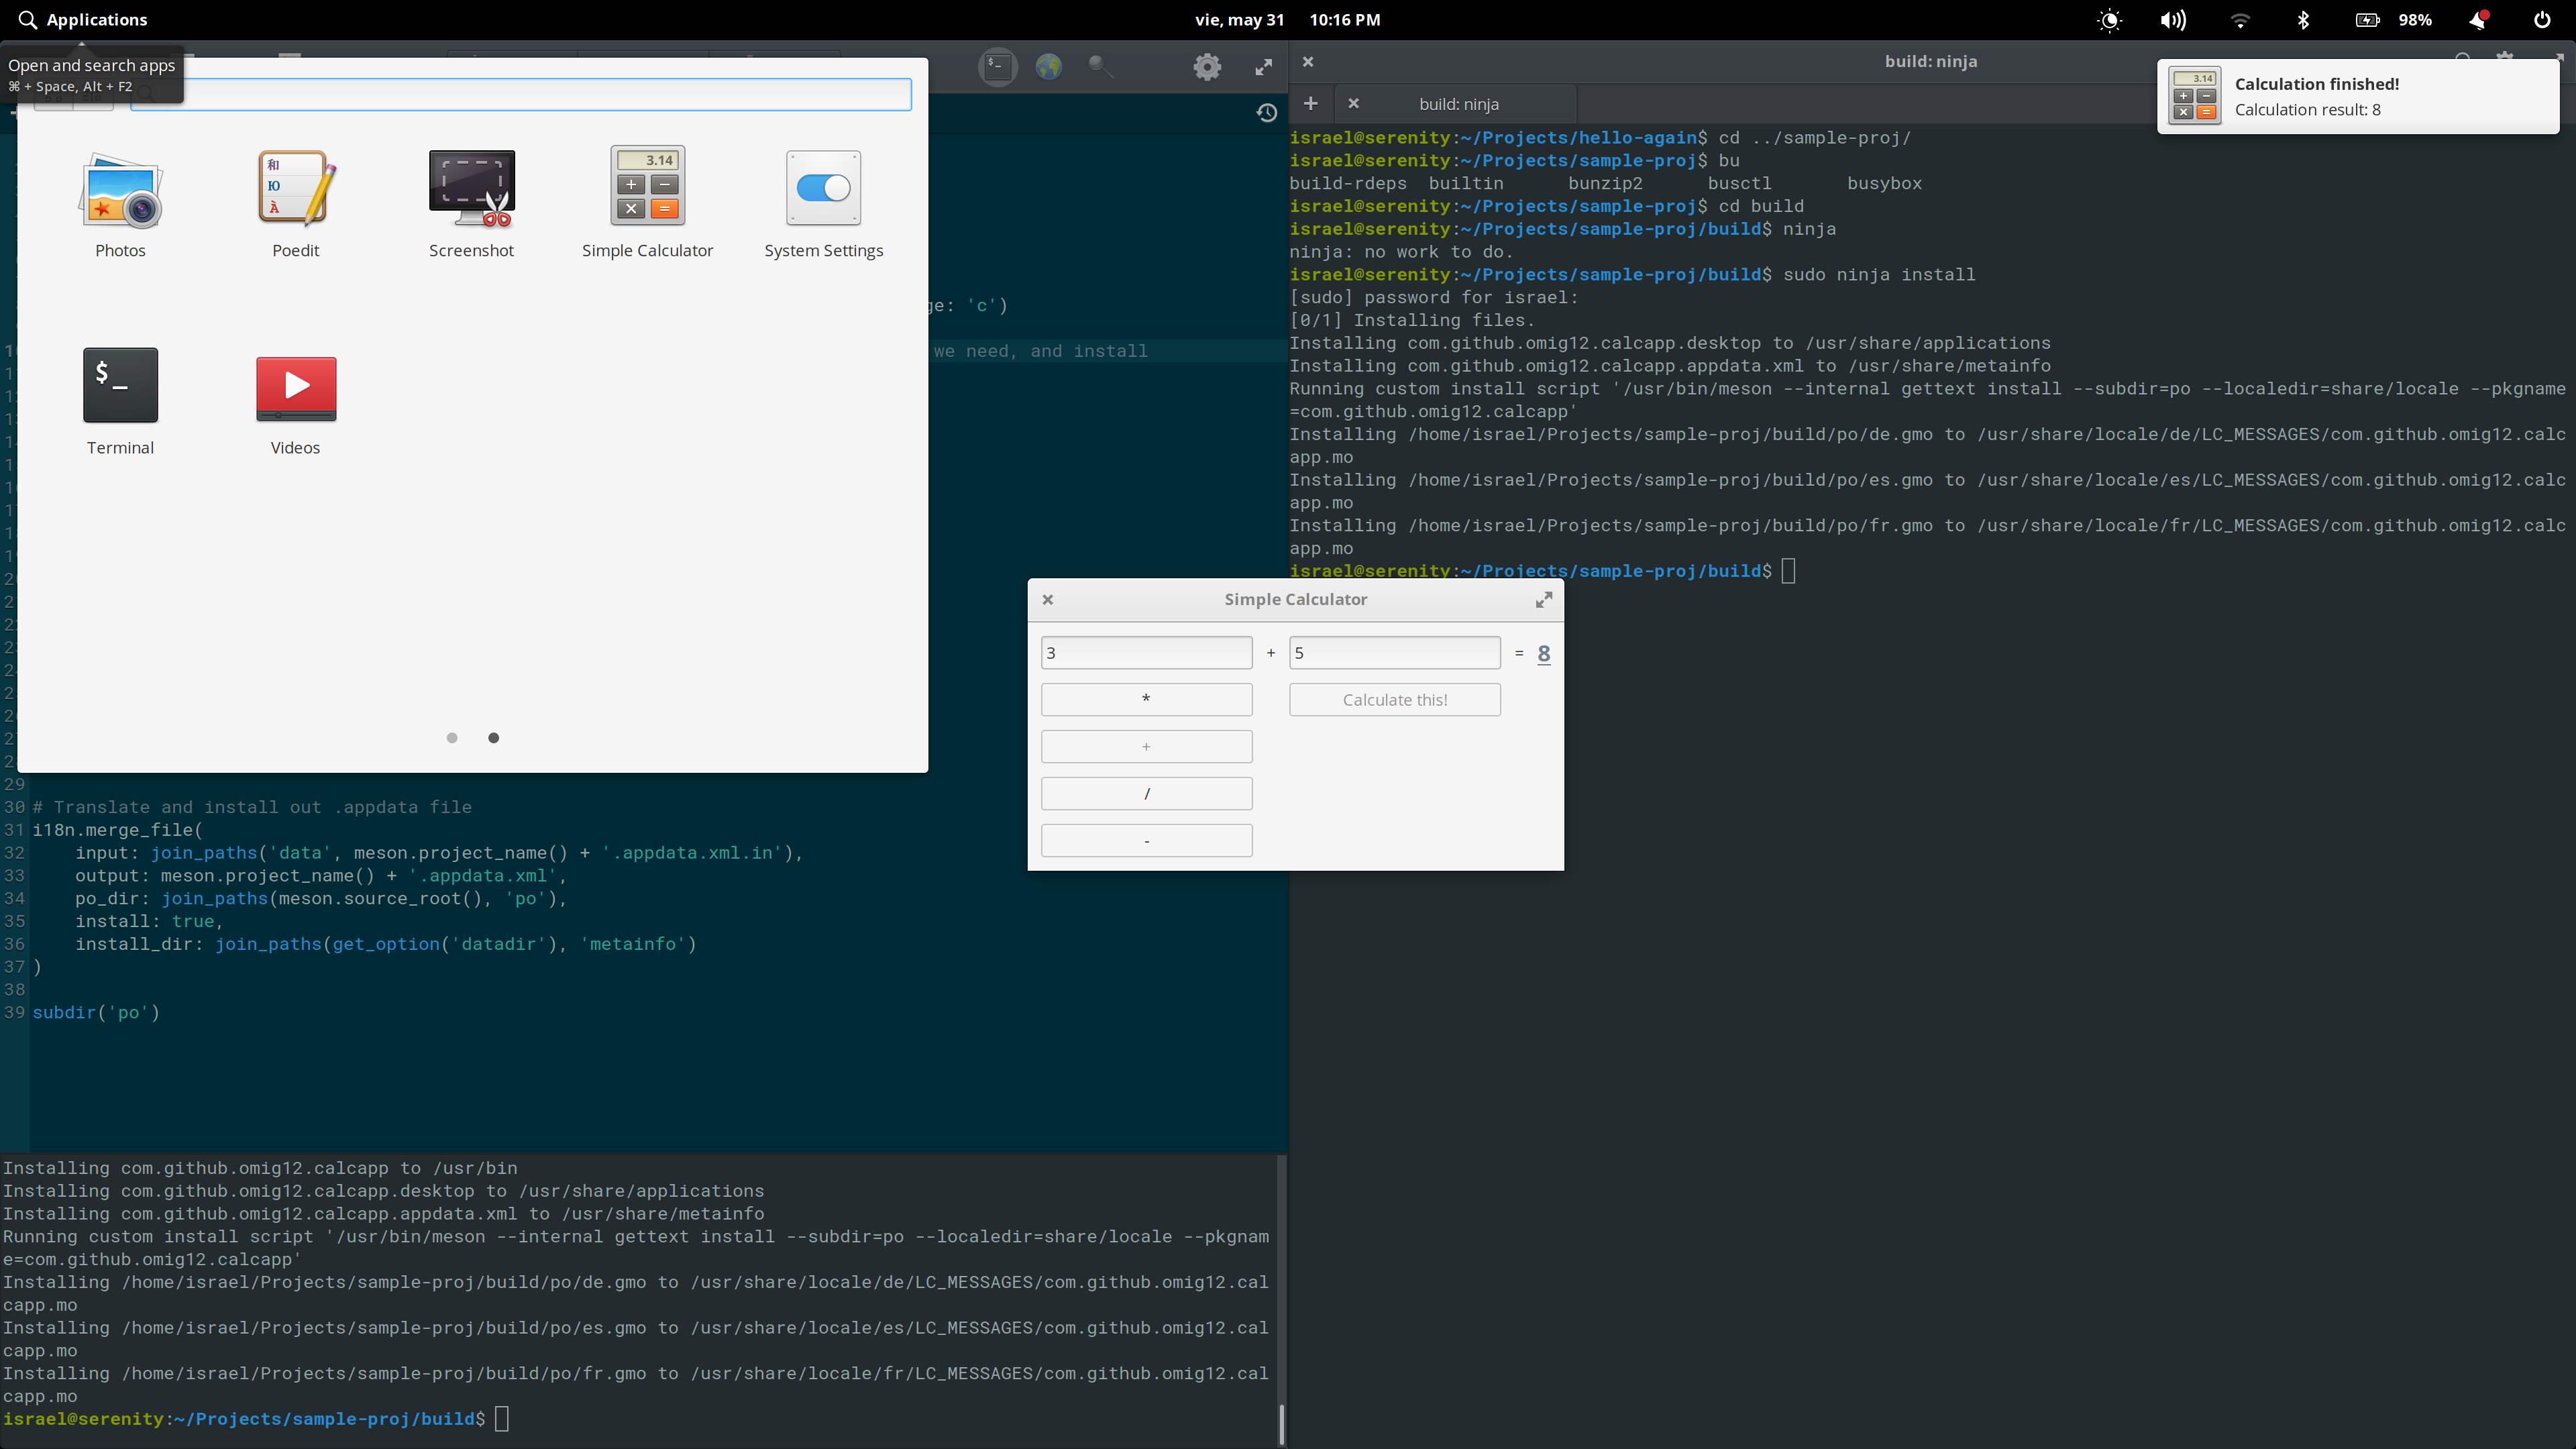 Applications
vie, may 31 10:16 PM
98%
Open and search apps
⌘ + Space, Alt + F2
Photos
Poedit
Screenshot
3.14
Simple Calculator
System Settings
$_
Terminal
Videos
ge: 'c')
we need, and install
29
30 # Translate and install out .appdata file
31 i18n.merge_file(
32 input: join_paths('data', meson.project_name() + '.appdata.xml.in'),
33 output: meson.project_name() + '.appdata.xml',
34 po_dir: join_paths(meson.source_root(), 'po'),
35 install: true,
36 install_dir: join_paths(get_option('datadir'), 'metainfo')
37 )
38
39 subdir('po')
Installing com.github.omig12.calcapp to /usr/bin
Installing com.github.omig12.calcapp.desktop to /usr/share/applications
Installing com.github.omig12.calcapp.appdata.xml to /usr/share/metainfo
Running custom install script '/usr/bin/meson --internal gettext install --subdir=po --localedir=share/locale --pkgnam
e=com.github.omig12.calcapp'
Installing /home/israel/Projects/sample-proj/build/po/de.gmo to /usr/share/locale/de/LC_MESSAGES/com.github.omig12.cal
capp.mo
Installing /home/israel/Projects/sample-proj/build/po/es.gmo to /usr/share/locale/es/LC_MESSAGES/com.github.omig12.cal
capp.mo
Installing /home/israel/Projects/sample-proj/build/po/fr.gmo to /usr/share/locale/fr/LC_MESSAGES/com.github.omig12.cal
capp.mo
israel@serenity:~/Projects/sample-proj/build$
build: ninja
build: ninja
israel@serenity:~/Projects/hello-again$ cd ../sample-proj/
israel@serenity:~/Projects/sample-proj$ bu
build-rdeps builtin bunzip2 busctl busybox
israel@serenity:~/Projects/sample-proj$ cd build
israel@serenity:~/Projects/sample-proj/build$ ninja
ninja: no work to do.
israel@serenity:~/Projects/sample-proj/build$ sudo ninja install
[sudo] password for israel:
[0/1] Installing files.
Installing com.github.omig12.calcapp.desktop to /usr/share/applications
Installing com.github.omig12.calcapp.appdata.xml to /usr/share/metainfo
Running custom install script '/usr/bin/meson --internal gettext install --subdir=po --localedir=share/locale --pkgname
=com.github.omig12.calcapp'
Installing /home/israel/Projects/sample-proj/build/po/de.gmo to /usr/share/locale/de/LC_MESSAGES/com.github.omig12.calc
app.mo
Installing /home/israel/Projects/sample-proj/build/po/es.gmo to /usr/share/locale/es/LC_MESSAGES/com.github.omig12.calc
app.mo
Installing /home/israel/Projects/sample-proj/build/po/fr.gmo to /usr/share/locale/fr/LC_MESSAGES/com.github.omig12.calc
app.mo
israel@serenity:~/Projects/sample-proj/build$
3.14
Calculation finished!
Calculation result: 8
Simple Calculator
3 + 5 = 8
* Calculate this!
+
/
-